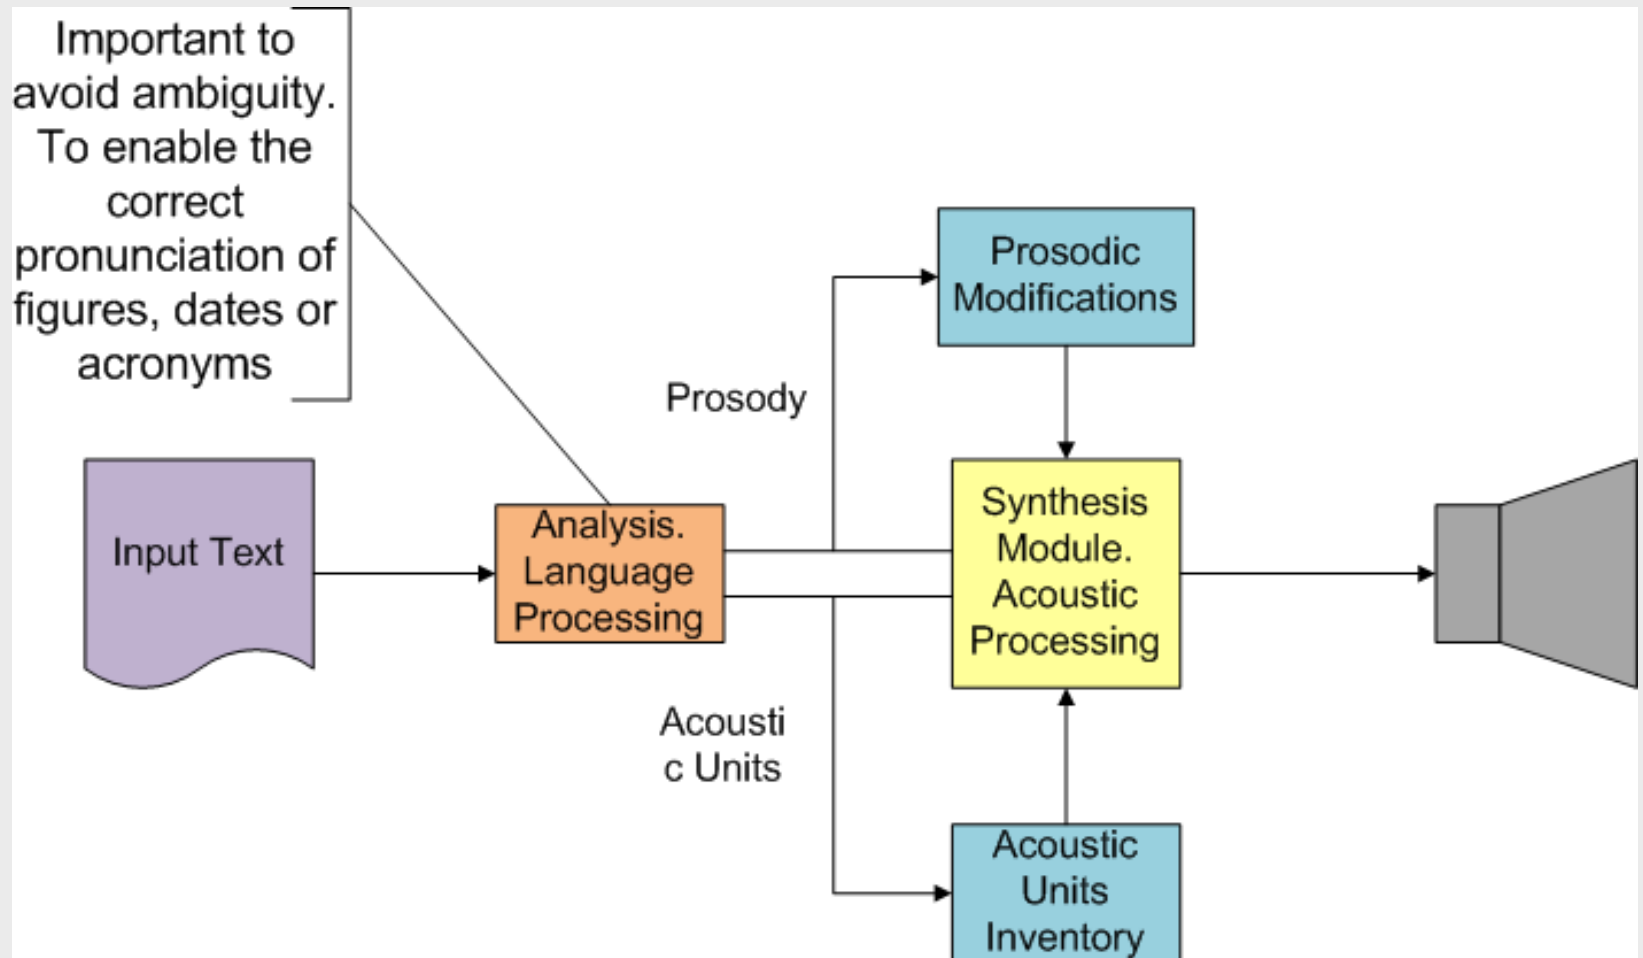 Important to
avoid ambiguity.
To enable the
correct
pronunciation of
figures, dates or
acronyms
Prosodic
Modifications
Prosody
Input Text
Analysis.
Language
Processing
Synthesis
Module.
Acoustic
Processing
Acousti
c Units
Acoustic
Units
Inventory